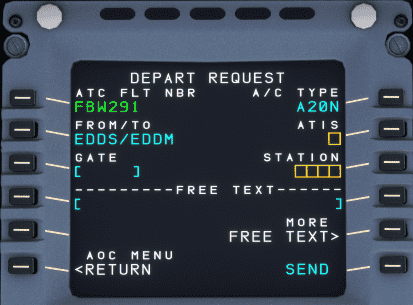 DEPART REQUEST
ATC FLT NBR A/C TYPE
FBW291 A20N
FROM/TO ATIS
EDDS/EDDM
GATE STATION
[ ]
---------FREE TEXT---------
[ ]
MORE
FREE TEXT>
AOC MENU
<RETURN SEND